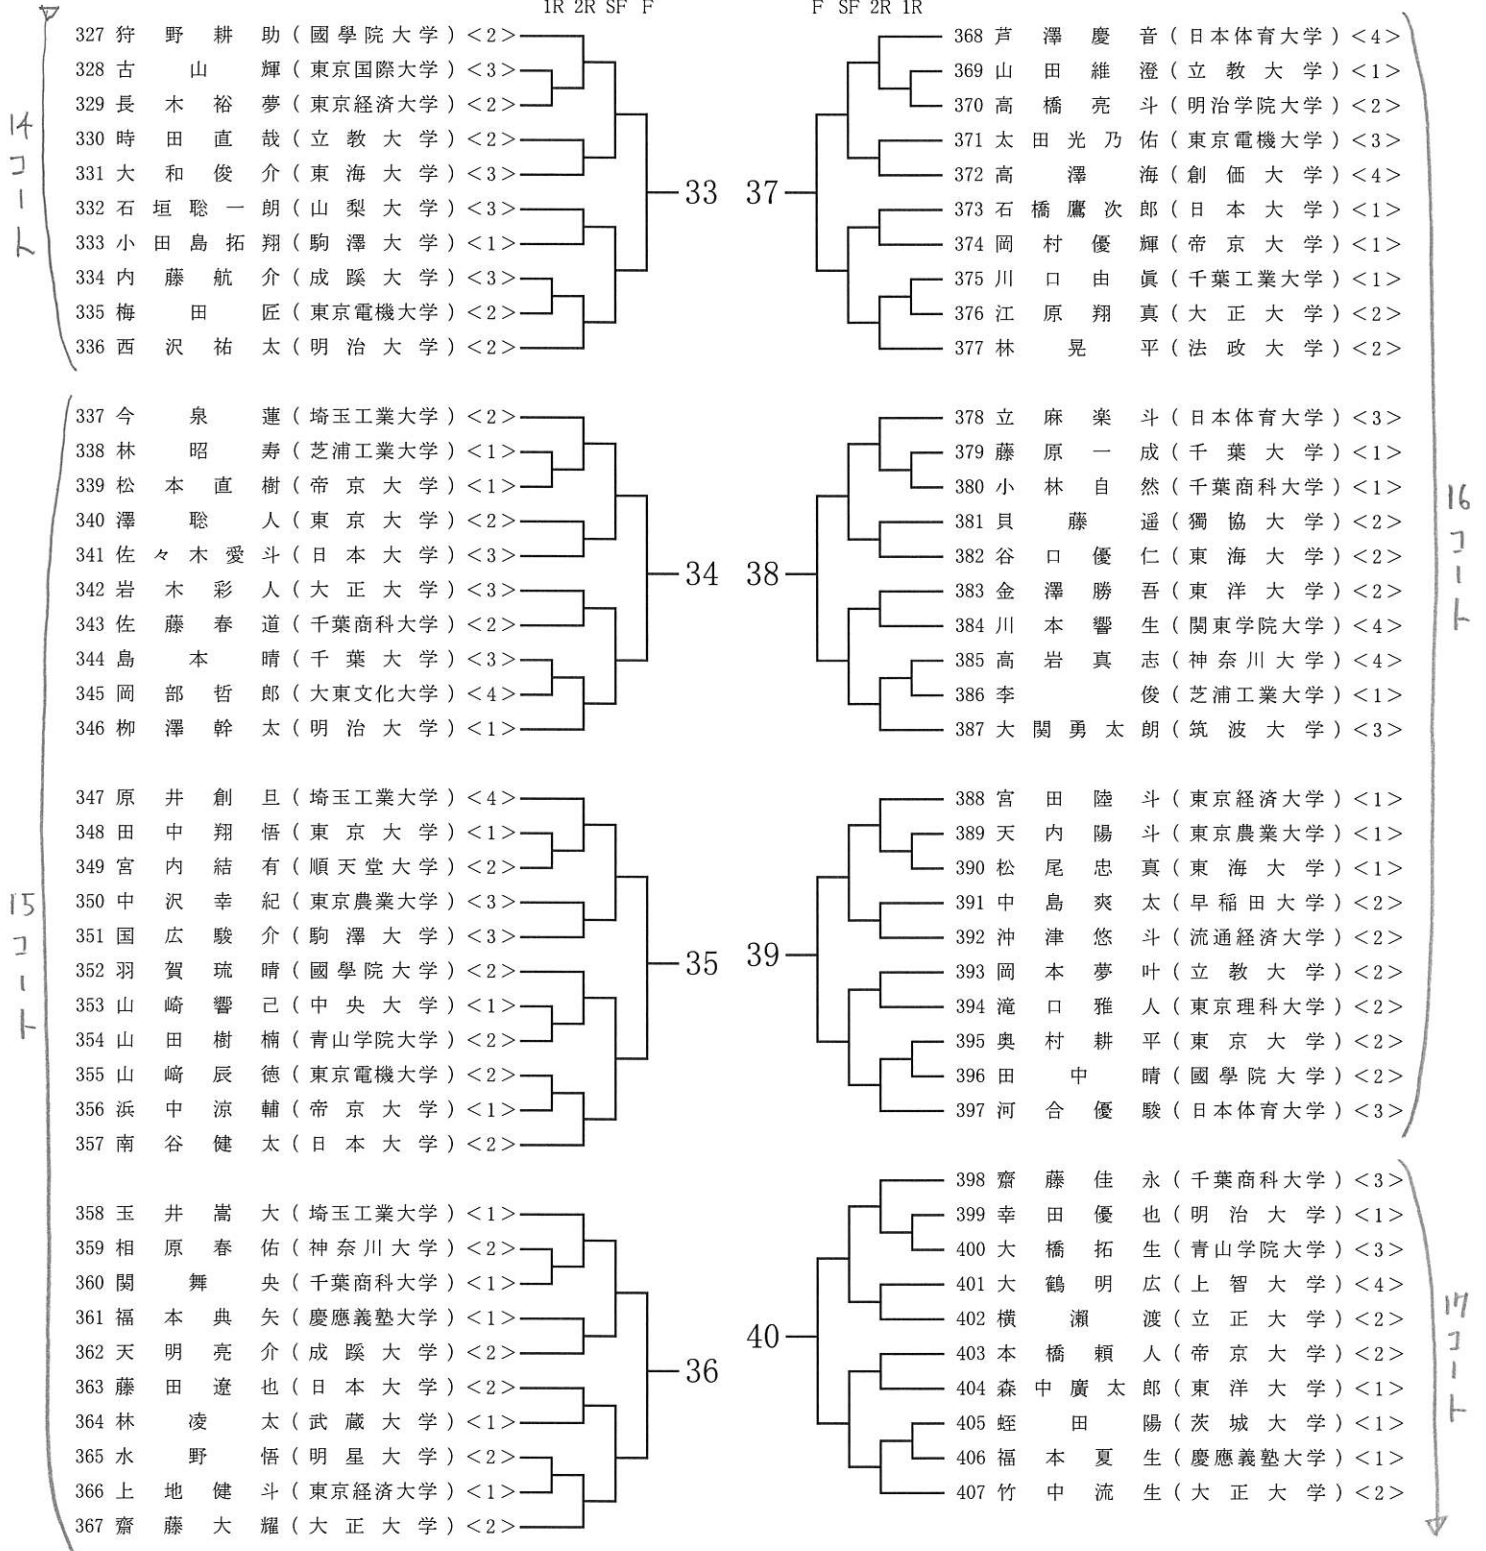 1R 2R SF F
327 狩野耕助(國學院大学)<2>
328 古山輝(東京国際大学)<3>
329 長木裕夢(東京経済大学)<2>
330 時田直哉(立教大学)<2>
331 大和俊介(東海大学)<3>
332 石垣聡一朗(山梨大学)<3>
333 小田島拓翔(駒澤大学)<1>
334 内藤航介(成蹊大学)<3>
335 梅田匠(東京電機大学)<2>
336 西沢祐太(明治大学)<2>
33
14コート
337 今泉蓮(埼玉工業大学)<2>
338 林昭寿(芝浦工業大学)<1>
339 松本直樹(帝京大学)<1>
340 澤聡人(東京大学)<2>
341 佐々木愛斗(日本大学)<3>
342 岩木彩人(大正大学)<3>
343 佐藤春道(千葉商科大学)<2>
344 島本晴(千葉大学)<3>
345 岡部哲郎(大東文化大学)<4>
346 栁澤幹太(明治大学)<1>
34
347 原井創旦(埼玉工業大学)<4>
348 田中翔悟(東京大学)<1>
349 宮内結有(順天堂大学)<2>
350 中沢幸紀(東京農業大学)<3>
351 国広駿介(駒澤大学)<3>
352 羽賀琉晴(國學院大学)<2>
353 山崎響己(中央大学)<1>
354 山田樹楠(青山学院大学)<2>
355 山﨑辰徳(東京電機大学)<2>
356 浜中涼輔(帝京大学)<1>
357 南谷健太(日本大学)<2>
35
15コート
358 玉井嵩大(埼玉工業大学)<1>
359 相原春佑(神奈川大学)<2>
360 関舞央(千葉商科大学)<1>
361 福本典矢(慶應義塾大学)<1>
362 天明亮介(成蹊大学)<2>
363 藤田遼也(日本大学)<2>
364 林凌太(武蔵大学)<1>
365 水野悟(明星大学)<2>
366 上地健斗(東京経済大学)<1>
367 齋藤大耀(大正大学)<2>
36
F SF 2R 1R
368 芦澤慶音(日本体育大学)<4>
369 山田維澄(立教大学)<1>
370 高橋亮斗(明治学院大学)<2>
371 太田光乃佑(東京電機大学)<3>
372 高澤海(創価大学)<4>
373 石橋鷹次郎(日本大学)<1>
374 岡村優輝(帝京大学)<1>
375 川口由眞(千葉工業大学)<1>
376 江原翔真(大正大学)<2>
377 林晃平(法政大学)<2>
37
378 立麻楽斗(日本体育大学)<3>
379 藤原一成(千葉大学)<1>
380 小林自然(千葉商科大学)<1>
381 貝藤遥(獨協大学)<2>
382 谷口優仁(東海大学)<2>
383 金澤勝吾(東洋大学)<2>
384 川本響生(関東学院大学)<4>
385 高岩真志(神奈川大学)<4>
386 李俊(芝浦工業大学)<1>
387 大関勇太朗(筑波大学)<3>
38
16コート
388 宮田陸斗(東京経済大学)<1>
389 天内陽斗(東京農業大学)<1>
390 松尾忠真(東海大学)<1>
391 中島爽太(早稲田大学)<2>
392 沖津悠斗(流通経済大学)<2>
393 岡本夢叶(立教大学)<2>
394 滝口雅人(東京理科大学)<2>
395 奥村耕平(東京大学)<2>
396 田中晴(國學院大学)<2>
397 河合優駿(日本体育大学)<3>
39
398 齋藤佳永(千葉商科大学)<3>
399 幸田優也(明治大学)<1>
400 大橋拓生(青山学院大学)<3>
401 大鶴明広(上智大学)<4>
402 横瀬渡(立正大学)<2>
403 本橋頼人(帝京大学)<2>
404 森中廣太郎(東洋大学)<1>
405 蛭田陽(茨城大学)<1>
406 福本夏生(慶應義塾大学)<1>
407 竹中流生(大正大学)<2>
40
17コート